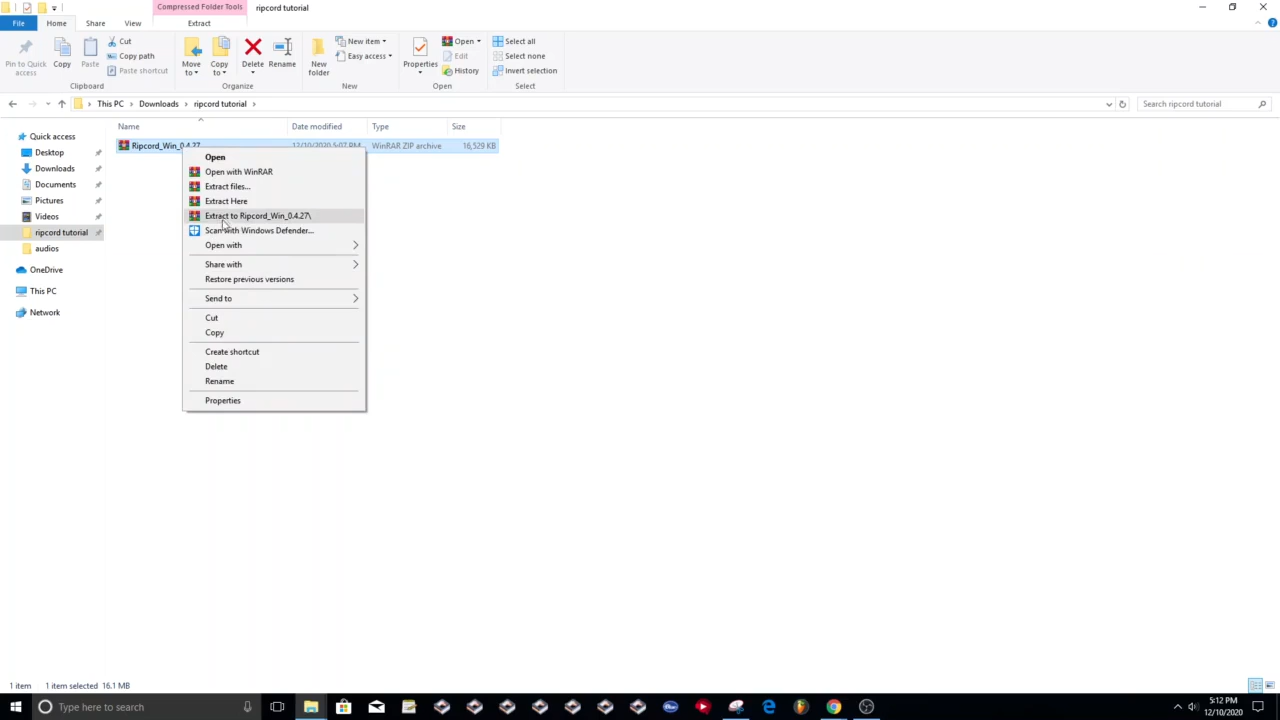 Compressed Folder Tools
ripcord tutorial
File
Home
Share
View
Extract
Pin to Quick access
Copy
Paste
Cut
Copy path
Paste shortcut
Clipboard
Move to
Copy to
Delete
Rename
Organize
New folder
New item
Easy access
New
Properties
Open
Edit
History
Open
Select all
Select none
Invert selection
Select
This PC
Downloads
ripcord tutorial
Search ripcord tutorial
Name
Date modified
Type
Size
Ripcord_Win_0.4.27
12/10/2020 5:07 PM
WinRAR ZIP archive
16,529 KB
Quick access
Desktop
Downloads
Documents
Pictures
Videos
ripcord tutorial
audios
OneDrive
This PC
Network
Open
Open with WinRAR
Extract files...
Extract Here
Extract to Ripcord_Win_0.4.27\
Scan with Windows Defender...
Open with
Share with
Restore previous versions
Send to
Cut
Copy
Create shortcut
Delete
Rename
Properties
1 item
1 item selected 16.1 MB
Type here to search
5:12 PM
12/10/2020